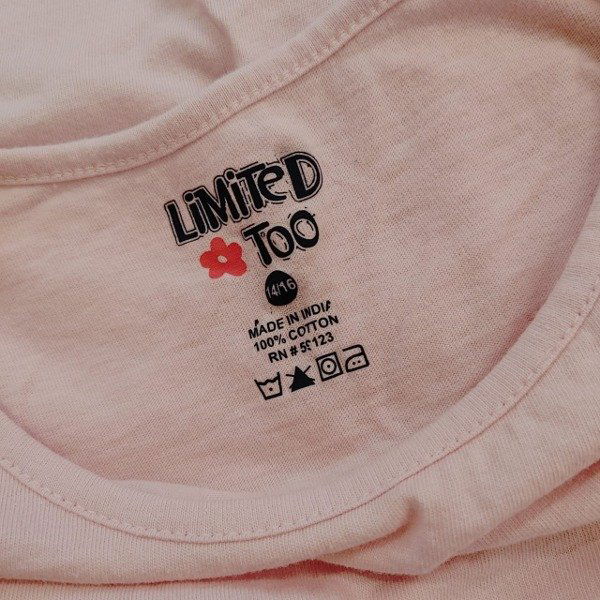 LiMiTeD
TOO
14/16
MADE IN INDIA
100% COTTON
RN #